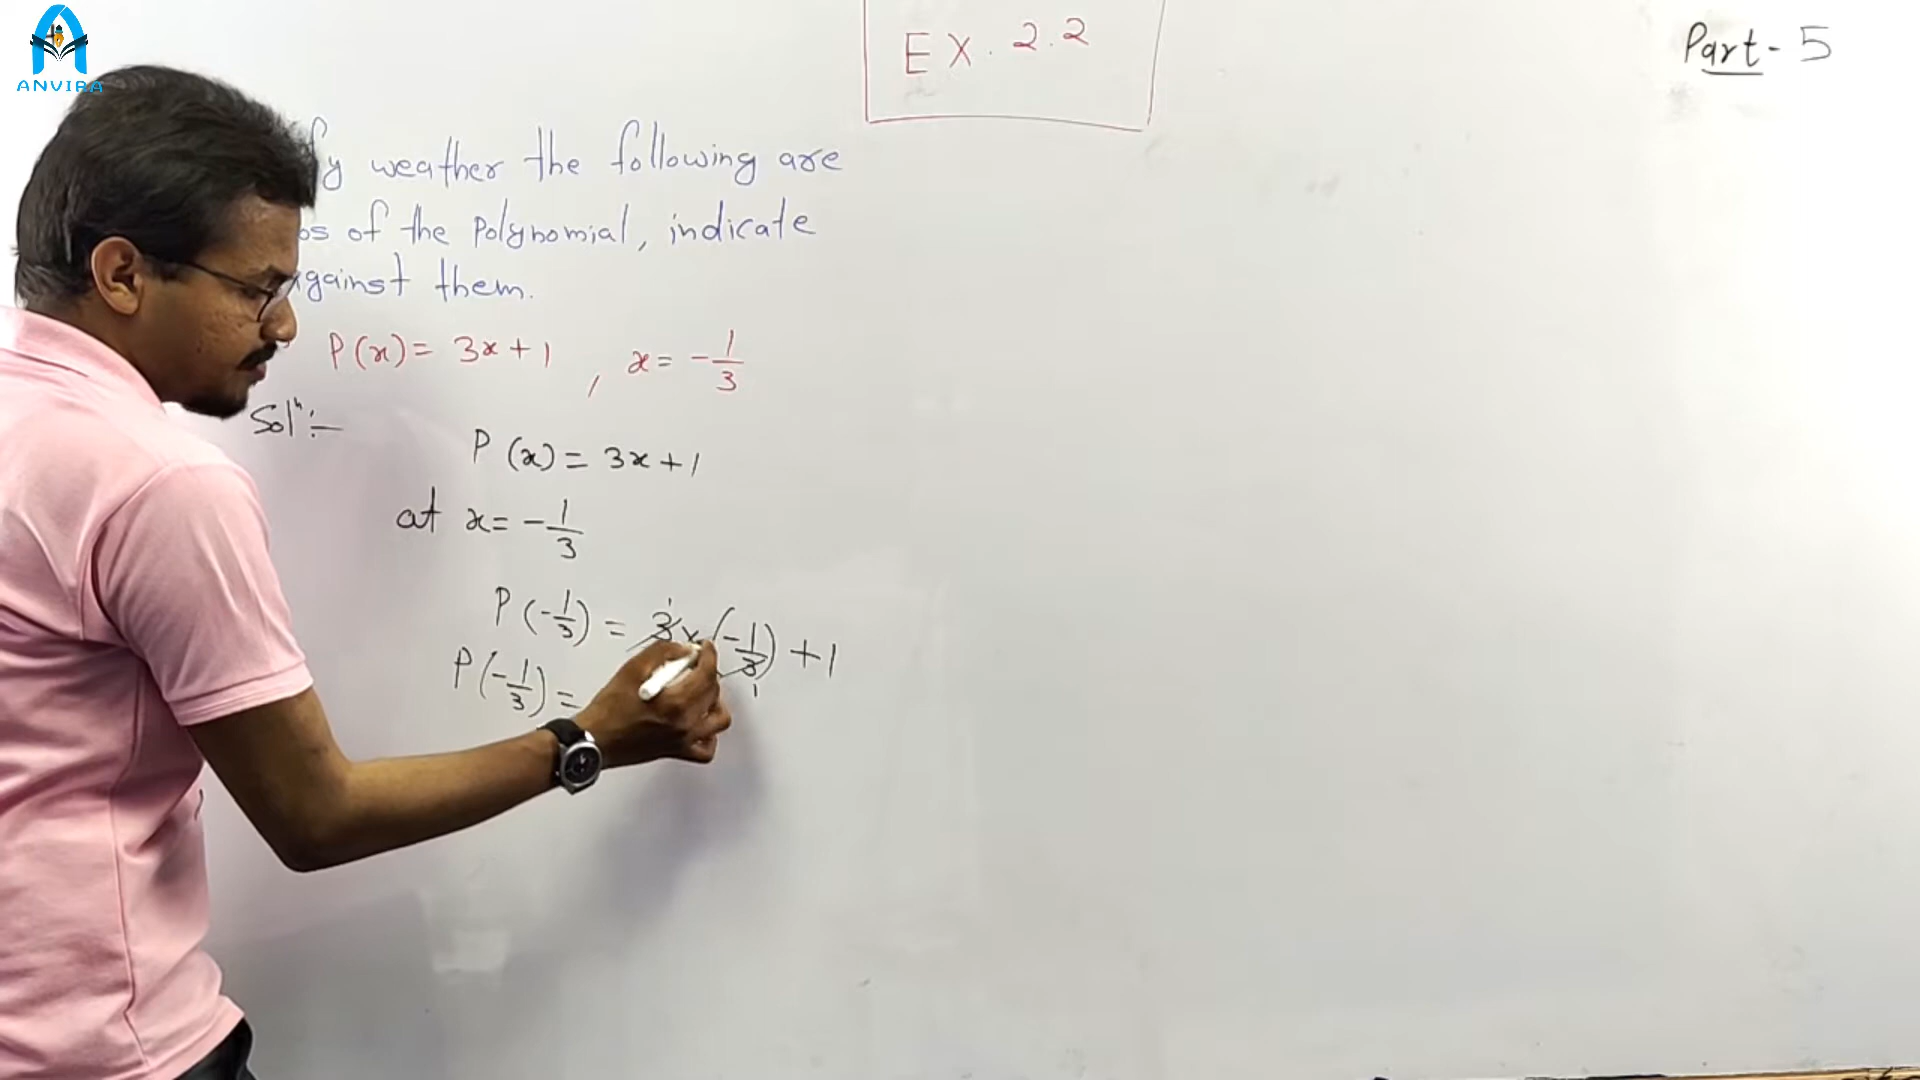 ANVIRA
EX. 2.2
Part - 5
weather the following are
of the Polynomial, indicate
against them.
P(x) = 3x + 1 , x = -1/3
Solⁿ :-
P (x) = 3x + 1
at x = -1/3
P(-1/3) = 3 x (-1/3) + 1
P(-1/3) =